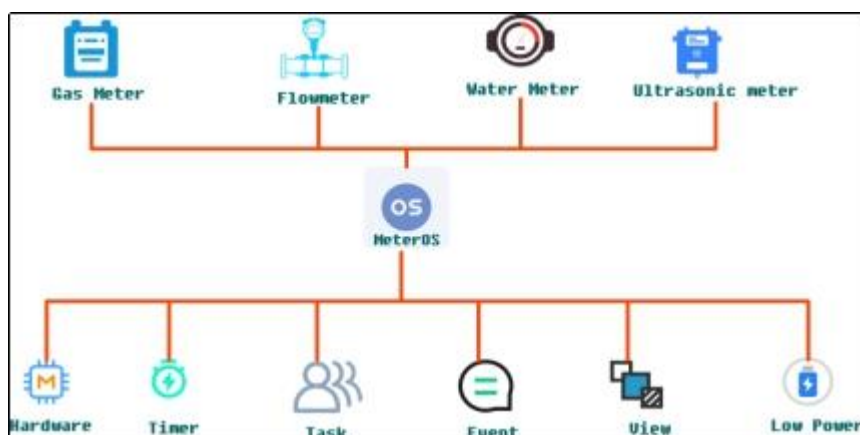 Gas Meter
Flowmeter
Water Meter
Ultrasonic meter
OS
MeterOS
M
Hardware
Timer
Task
Event
View
Low Power